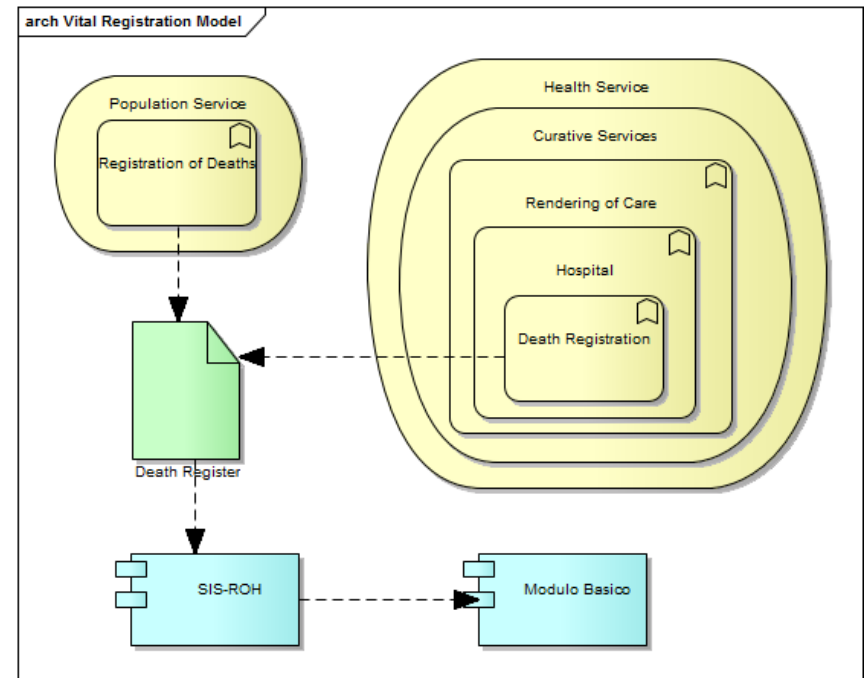 arch Vital Registration Model
Population Service
Registration of Deaths
Health Service
Curative Services
Rendering of Care
Hospital
Death Registration
Death Register
SIS-ROH
Modulo Basico